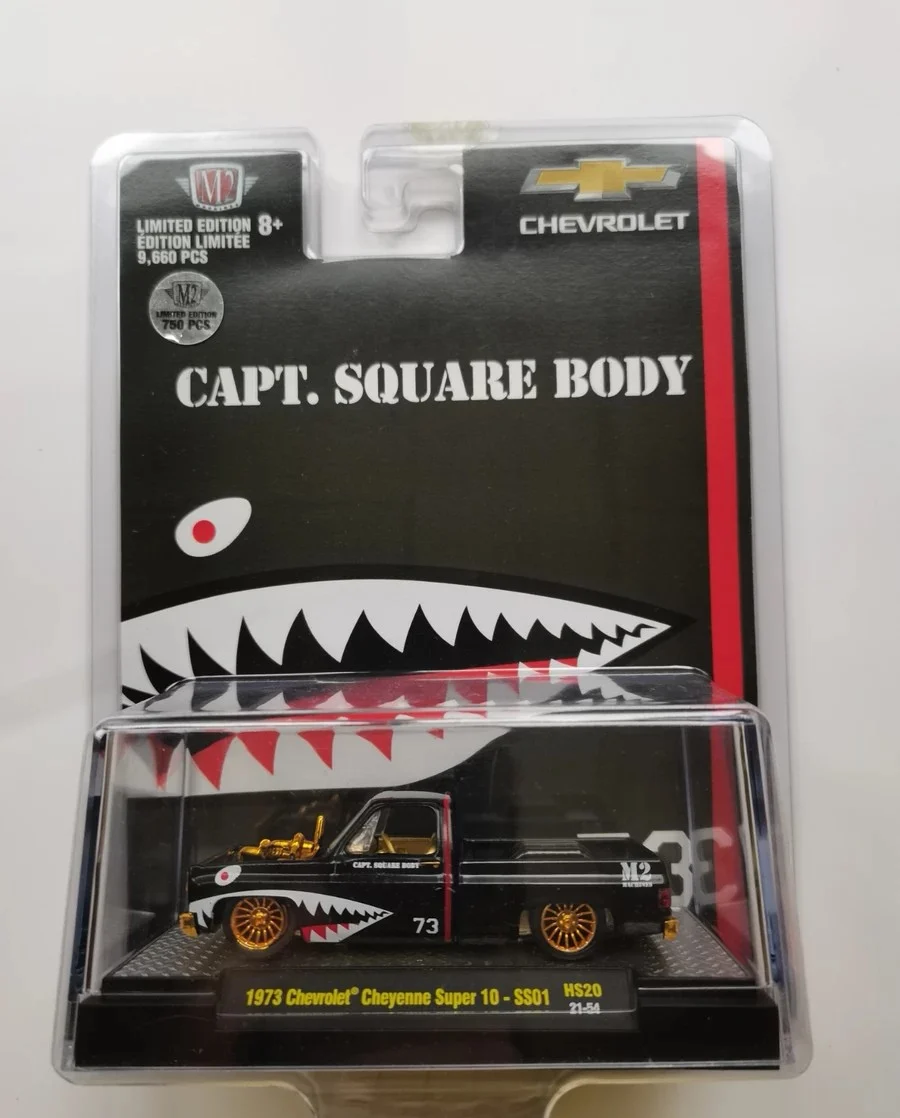 M2
MACHINES
LIMITED EDITION 8+
ÉDITION LIMITÉE
9,660 PCS
M2
LIMITED EDITION
750 PCS
CHEVROLET
CAPT. SQUARE BODY
CAPT. SQUARE BODY
M2
MACHINES
73
1973 Chevrolet® Cheyenne Super 10 - SS01 HS20
21-54